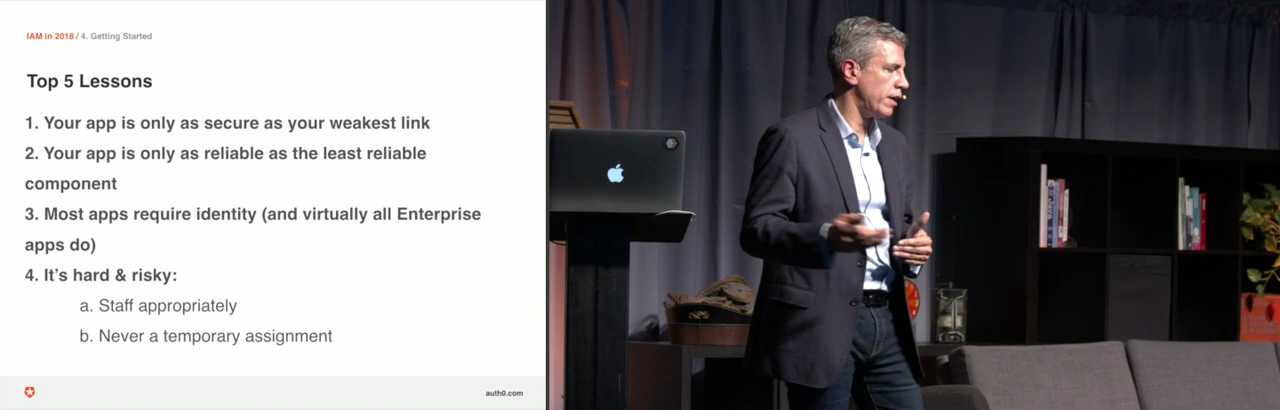 IAM in 2018 / 4. Getting Started
Top 5 Lessons
1. Your app is only as secure as your weakest link
2. Your app is only as reliable as the least reliable
component
3. Most apps require identity (and virtually all Enterprise
apps do)
4. It's hard & risky:
a. Staff appropriately
b. Never a temporary assignment
auth0.com